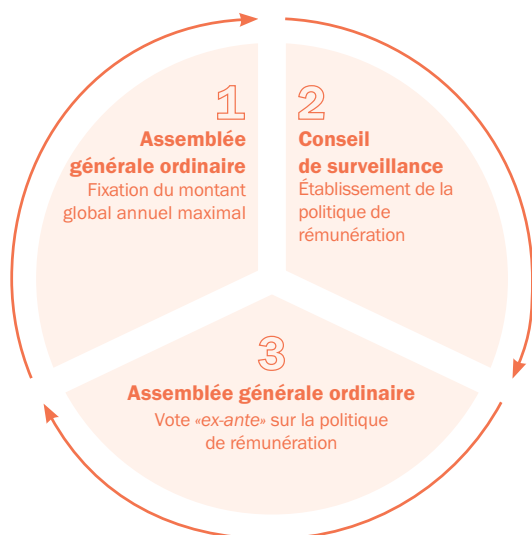 1
Assemblée
générale ordinaire
Fixation du montant
global annuel maximal
2
Conseil
de surveillance
Établissement de la
politique de
rémunération
3
Assemblée générale ordinaire
Vote «ex-ante» sur la politique
de rémunération